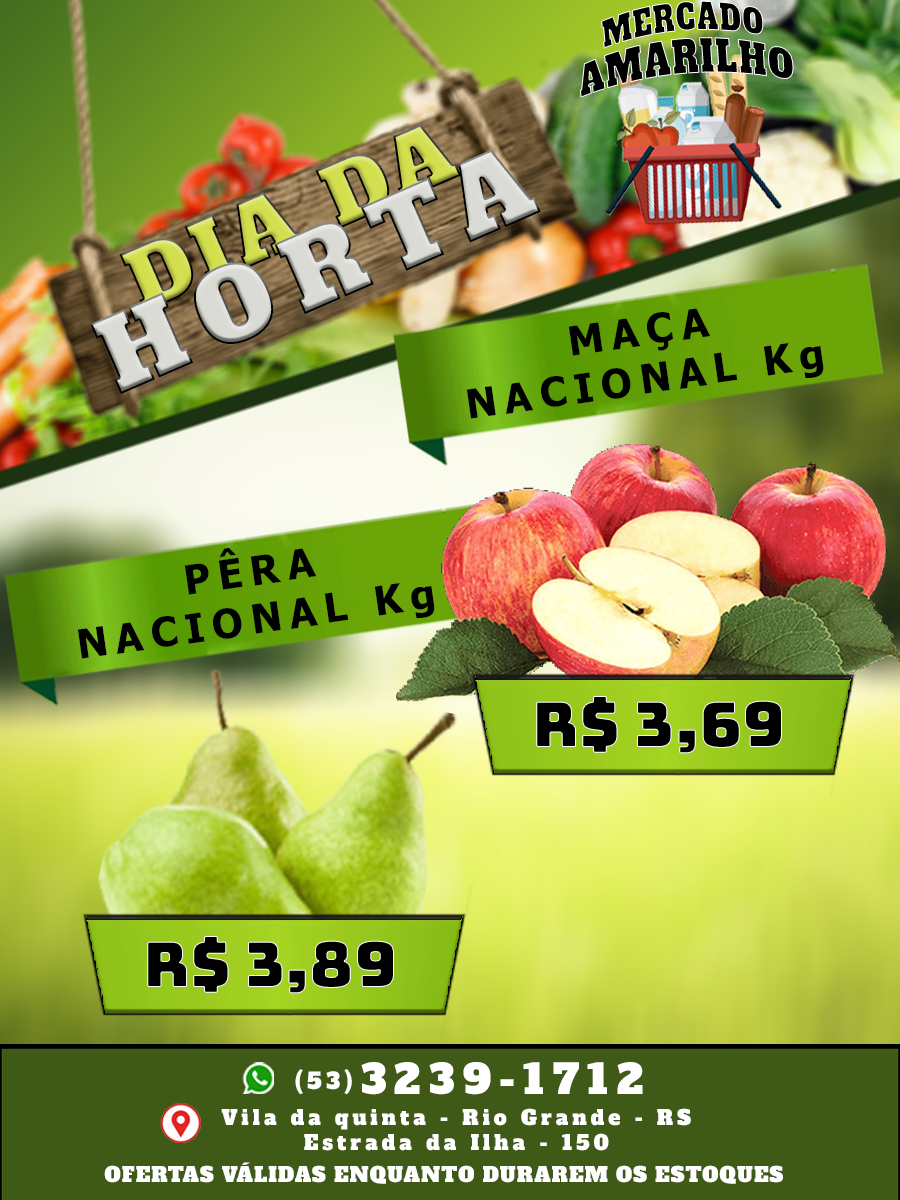 MERCADO
AMARILHO
DIA DA
HORTA
MAÇA
NACIONAL Kg
PÊRA
NACIONAL Kg
R$ 3,69
R$ 3,89
(53) 3239-1712
Vila da quinta - Rio Grande - RS
Estrada da Ilha - 150
OFERTAS VÁLIDAS ENQUANTO DURAREM OS ESTOQUES